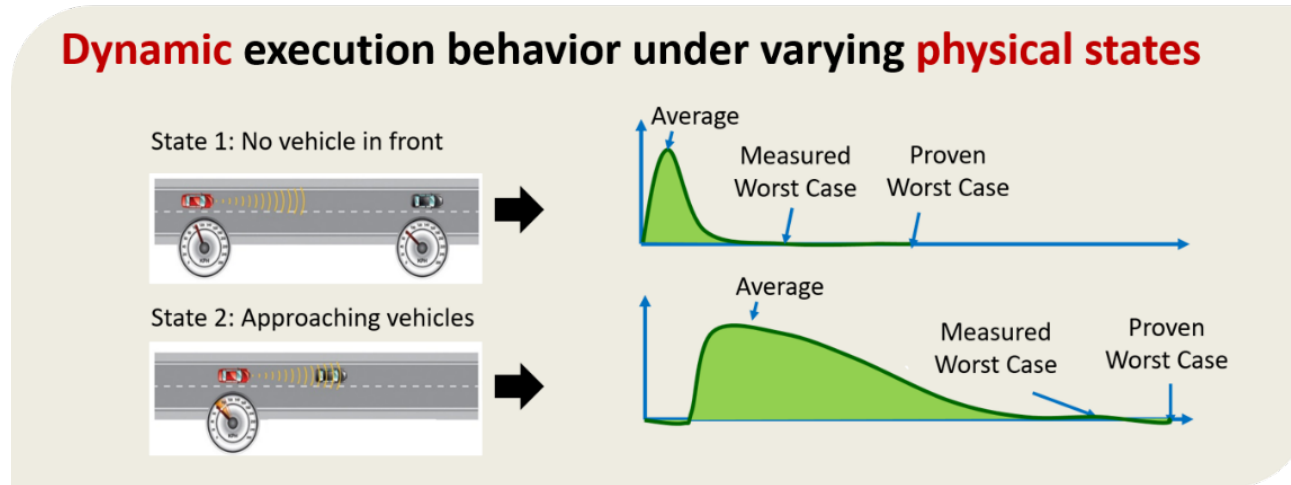 Dynamic execution behavior under varying physical states
State 1: No vehicle in front
Average
Measured
Worst Case
Proven
Worst Case
State 2: Approaching vehicles
Average
Measured
Worst Case
Proven
Worst Case